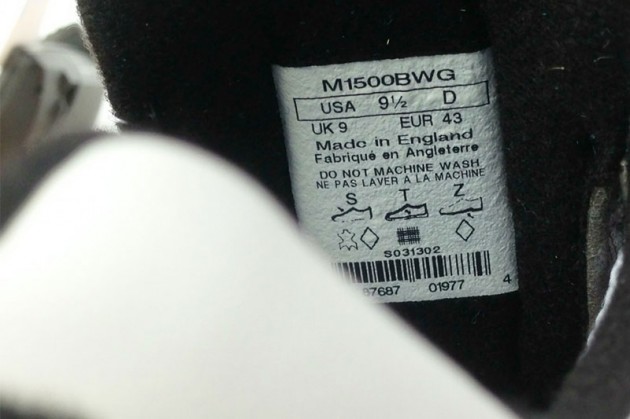 M1500BWG
USA 9½ D
UK 9 EUR 43
Made in England
Fabriqué en Angleterre
DO NOT MACHINE WASH
NE PAS LAVER A LA MACHINE
S T Z
S031302
87687 01977 4